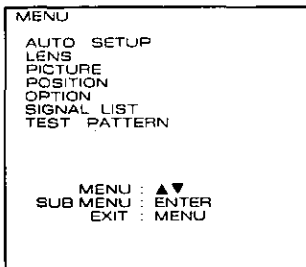 MENU
AUTO SETUP
LENS
PICTURE
POSITION
OPTION
SIGNAL LIST
TEST PATTERN
MENU : ▲▼
SUB MENU : ENTER
EXIT : MENU